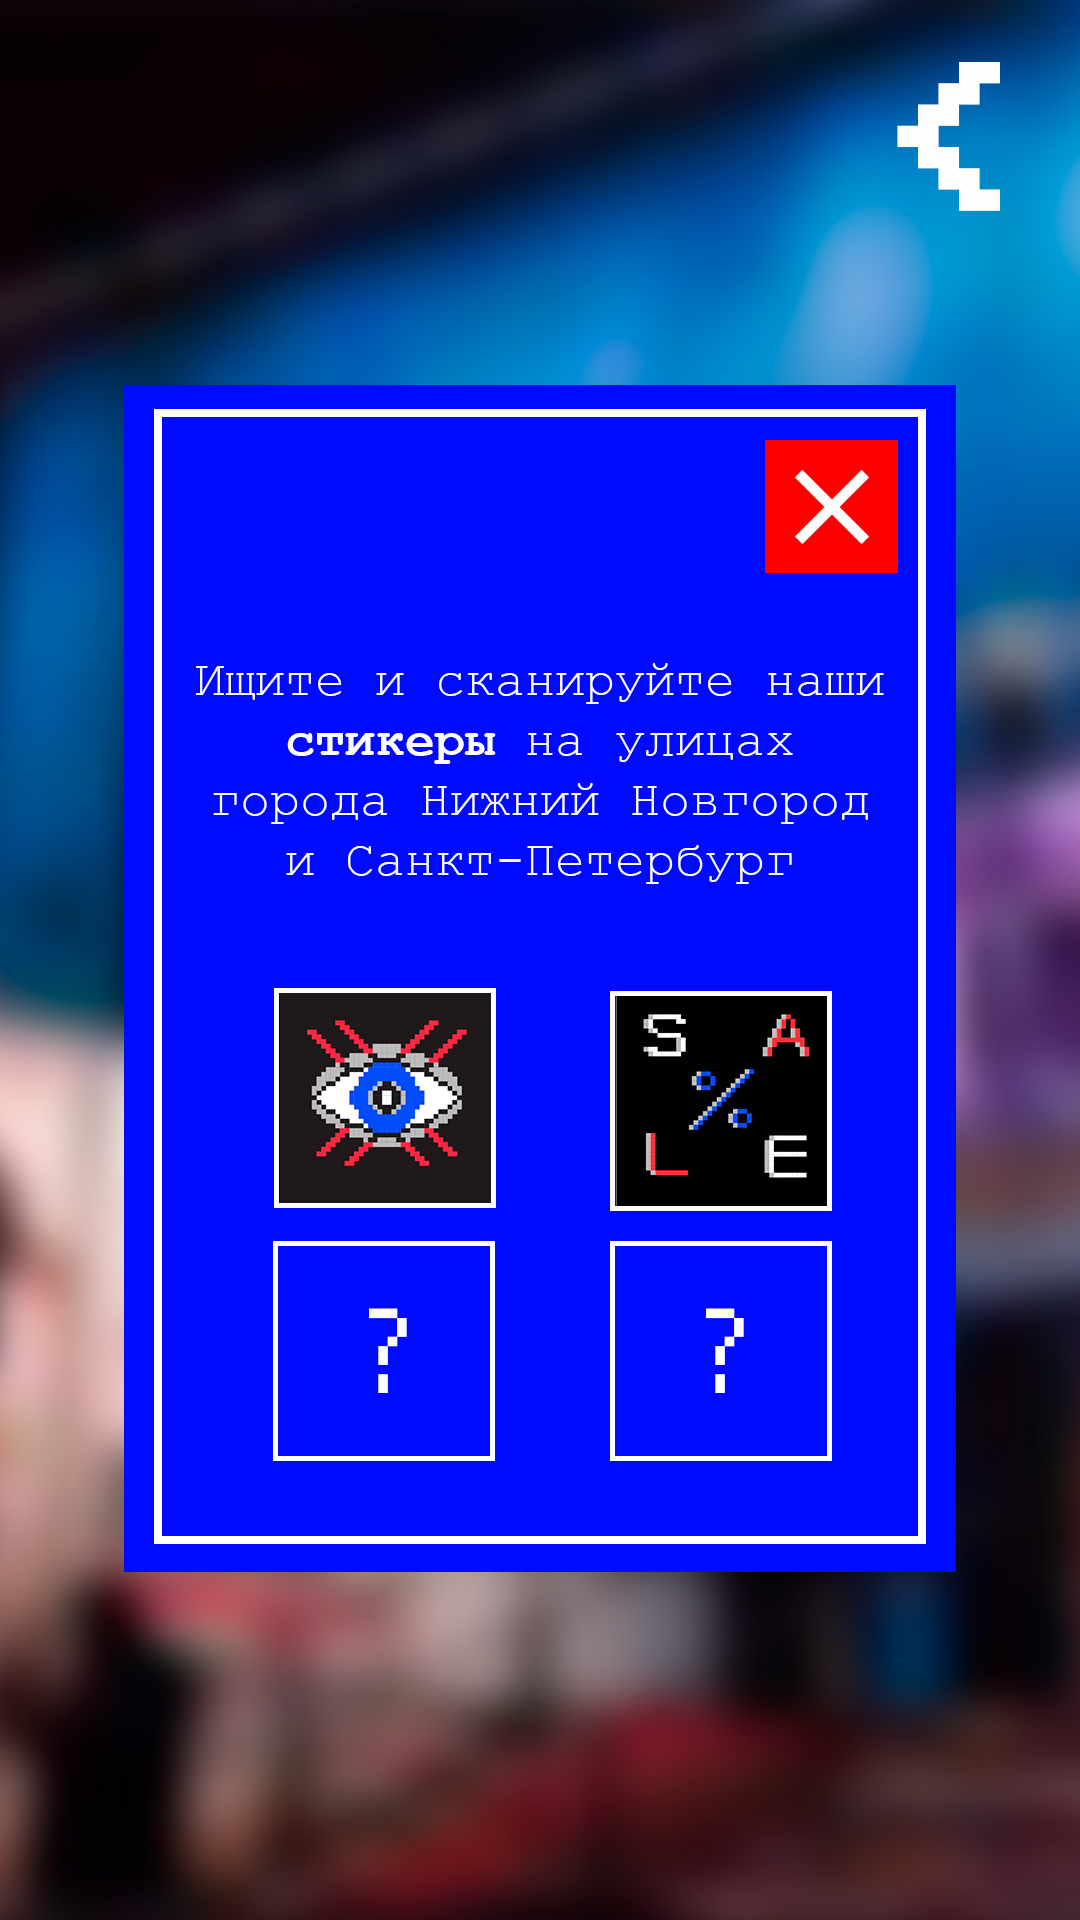 Ищите и сканируйте наши
стикеры на улицах
города Нижний Новгород
и Санкт-Петербург
S A
%
L E
? ?